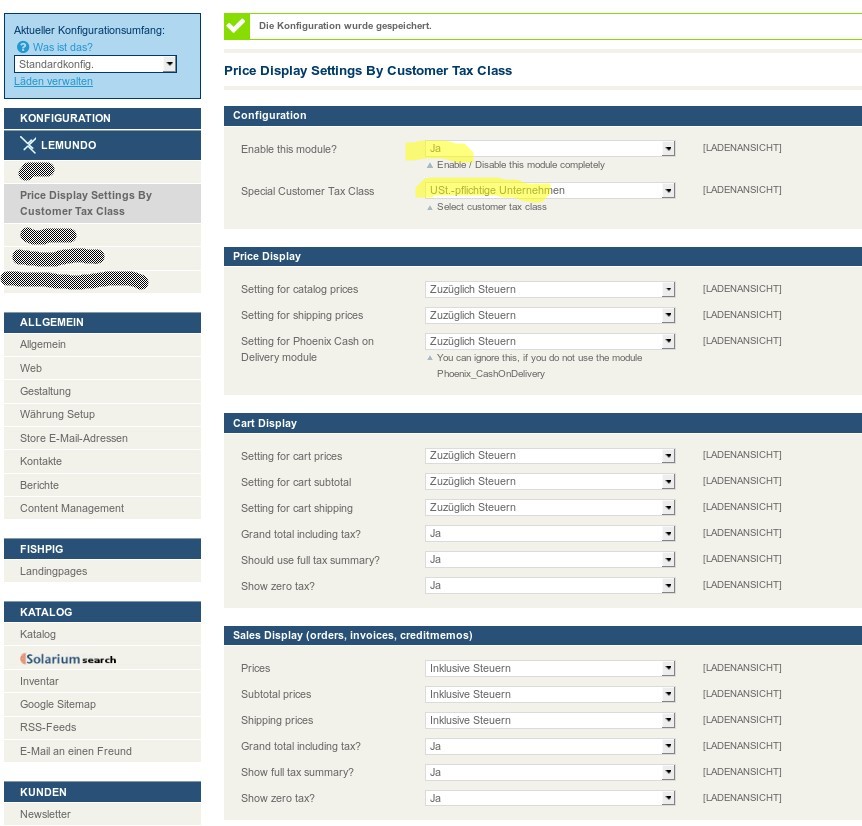 Aktueller Konfigurationsumfang:
? Was ist das?
Standardkonfig.
Läden verwalten
KONFIGURATION
LEMUNDO
Price Display Settings By
Customer Tax Class
ALLGEMEIN
Allgemein
Web
Gestaltung
Währung Setup
Store E-Mail-Adressen
Kontakte
Berichte
Content Management
FISHPIG
Landingpages
KATALOG
Katalog
Solarium search
Inventar
Google Sitemap
RSS-Feeds
E-Mail an einen Freund
KUNDEN
Newsletter
Die Konfiguration wurde gespeichert.
Price Display Settings By Customer Tax Class
Configuration
Enable this module? Ja [LADENANSICHT]
Enable / Disable this module completely
Special Customer Tax Class USt.-pflichtige Unternehmen [LADENANSICHT]
Select customer tax class
Price Display
Setting for catalog prices Zuzüglich Steuern [LADENANSICHT]
Setting for shipping prices Zuzüglich Steuern [LADENANSICHT]
Setting for Phoenix Cash on Zuzüglich Steuern [LADENANSICHT]
Delivery module You can ignore this, if you do not use the module
Phoenix_CashOnDelivery
Cart Display
Setting for cart prices Zuzüglich Steuern [LADENANSICHT]
Setting for cart subtotal Zuzüglich Steuern [LADENANSICHT]
Setting for cart shipping Zuzüglich Steuern [LADENANSICHT]
Grand total including tax? Ja [LADENANSICHT]
Should use full tax summary? Ja [LADENANSICHT]
Show zero tax? Ja [LADENANSICHT]
Sales Display (orders, invoices, creditmemos)
Prices Inklusive Steuern [LADENANSICHT]
Subtotal prices Inklusive Steuern [LADENANSICHT]
Shipping prices Inklusive Steuern [LADENANSICHT]
Grand total including tax? Ja [LADENANSICHT]
Show full tax summary? Ja [LADENANSICHT]
Show zero tax? Ja [LADENANSICHT]